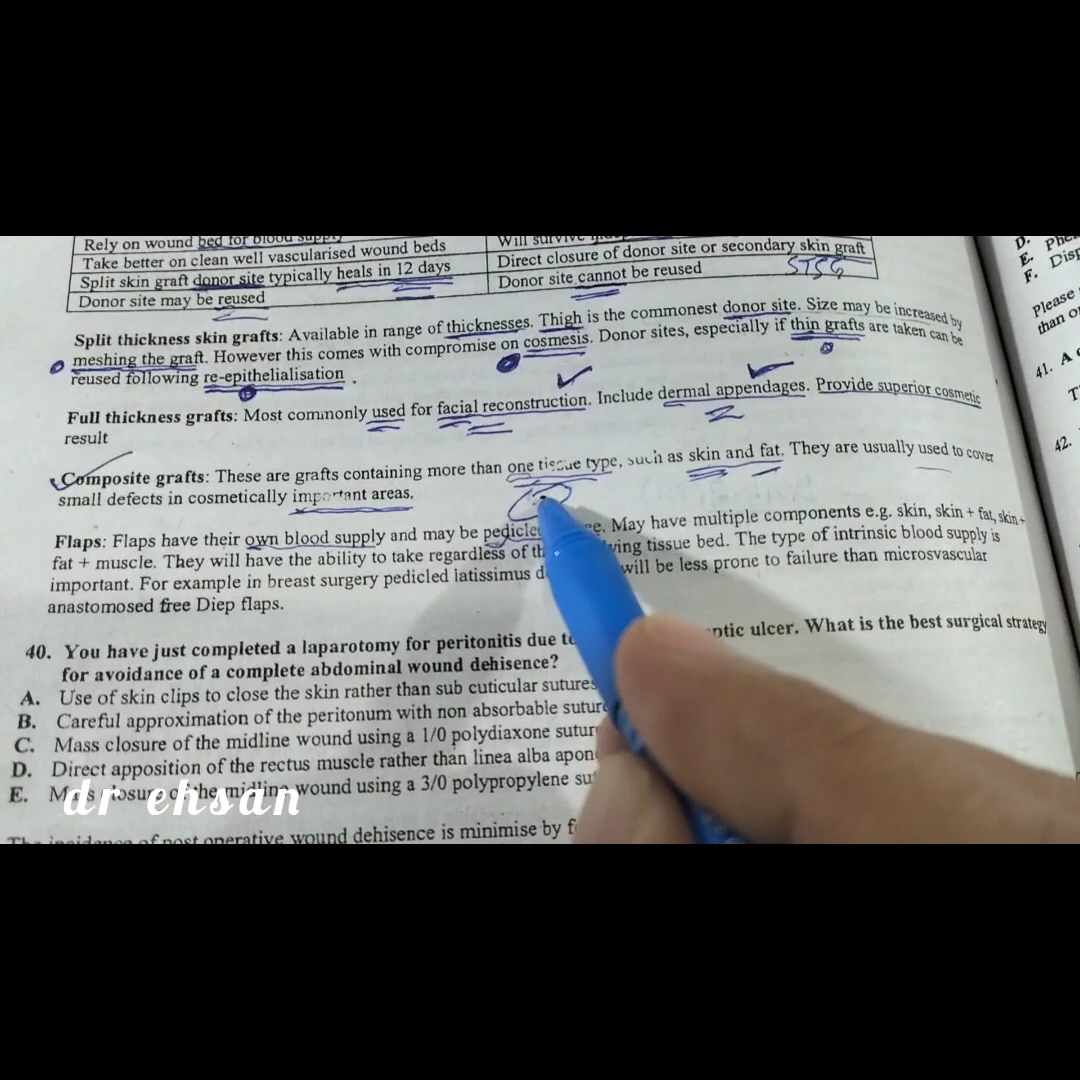 Rely on wound bed for blood supply
Will survive
Take better on clean well vascularised wound beds
Direct closure of donor site or secondary skin graft
Split skin graft donor site typically heals in 12 days
Donor site cannot be reused
STSG
Donor site may be reused
Split thickness skin grafts: Available in range of thicknesses. Thigh is the commonest donor site. Size may be increased by
meshing the graft. However this comes with compromise on cosmesis. Donor sites, especially if thin grafts are taken can be
reused following re-epithelialisation .
Full thickness grafts: Most commonly used for facial reconstruction. Include dermal appendages. Provide superior cosmetic
result
Composite grafts: These are grafts containing more than one tissue type, such as skin and fat. They are usually used to cover
small defects in cosmetically important areas.
Flaps: Flaps have their own blood supply and may be May have multiple components e.g. skin, skin + fat, skin +
fat + muscle. They will have the ability to take regardless of tissue bed. The type of intrinsic blood supply is
important. For example in breast surgery pedicled latissimus will be less prone to failure than microsvascular
anastomosed free Diep flaps.
40. You have just completed a laparotomy for peritonitis due ulcer. What is the best surgical strategy
for avoidance of a complete abdominal wound dehisence?
A. Use of skin clips to close the skin rather than sub cuticular sutures
B. Careful approximation of the peritonum with non absorbable
C. Mass closure of the midline wound using a 1/0 polydiaxone
D. Direct apposition of the rectus muscle rather than linea alba
E. wound using a 3/0 polypropylene
dr ehsan
of post operative wound dehisence is minimise by
D.
E.
F.
Please
than
41. A
42.